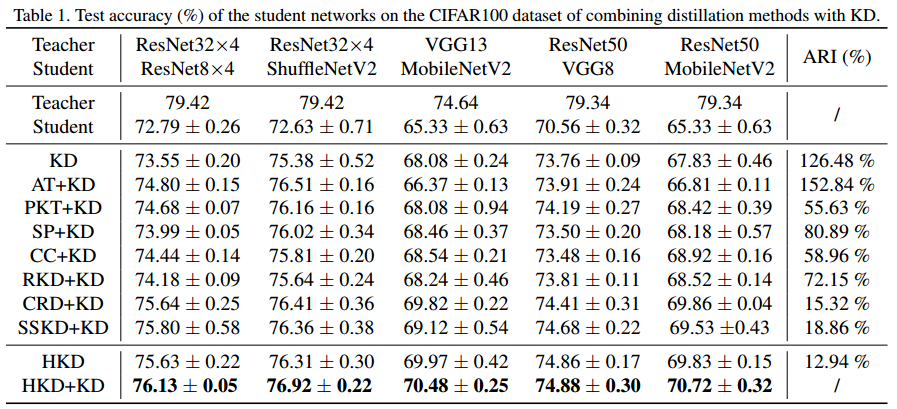 Table 1. Test accuracy (%) of the student networks on the CIFAR100 dataset of combining distillation methods with KD.
Teacher ResNet32×4 ResNet32×4 VGG13 ResNet50 ResNet50 ARI (%)
Student ResNet8×4 ShuffleNetV2 MobileNetV2 VGG8 MobileNetV2
Teacher 79.42 79.42 74.64 79.34 79.34 /
Student 72.79 ± 0.26 72.63 ± 0.71 65.33 ± 0.63 70.56 ± 0.32 65.33 ± 0.63
KD 73.55 ± 0.20 75.38 ± 0.52 68.08 ± 0.24 73.76 ± 0.09 67.83 ± 0.46 126.48 %
AT+KD 74.80 ± 0.15 76.51 ± 0.16 66.37 ± 0.13 73.91 ± 0.24 66.81 ± 0.11 152.84 %
PKT+KD 74.68 ± 0.07 76.16 ± 0.16 68.08 ± 0.94 74.19 ± 0.27 68.42 ± 0.39 55.63 %
SP+KD 73.99 ± 0.05 76.02 ± 0.34 68.46 ± 0.37 73.50 ± 0.20 68.18 ± 0.57 80.89 %
CC+KD 74.44 ± 0.14 75.81 ± 0.20 68.54 ± 0.21 73.48 ± 0.16 68.92 ± 0.16 58.96 %
RKD+KD 74.18 ± 0.09 75.64 ± 0.24 68.24 ± 0.46 73.81 ± 0.11 68.52 ± 0.14 72.15 %
CRD+KD 75.64 ± 0.25 76.41 ± 0.36 69.82 ± 0.22 74.41 ± 0.31 69.86 ± 0.04 15.32 %
SSKD+KD 75.80 ± 0.58 76.36 ± 0.38 69.12 ± 0.54 74.68 ± 0.22 69.53 ±0.43 18.86 %
HKD 75.63 ± 0.22 76.31 ± 0.30 69.97 ± 0.42 74.86 ± 0.17 69.83 ± 0.15 12.94 %
HKD+KD 76.13 ± 0.05 76.92 ± 0.22 70.48 ± 0.25 74.88 ± 0.30 70.72 ± 0.32 /